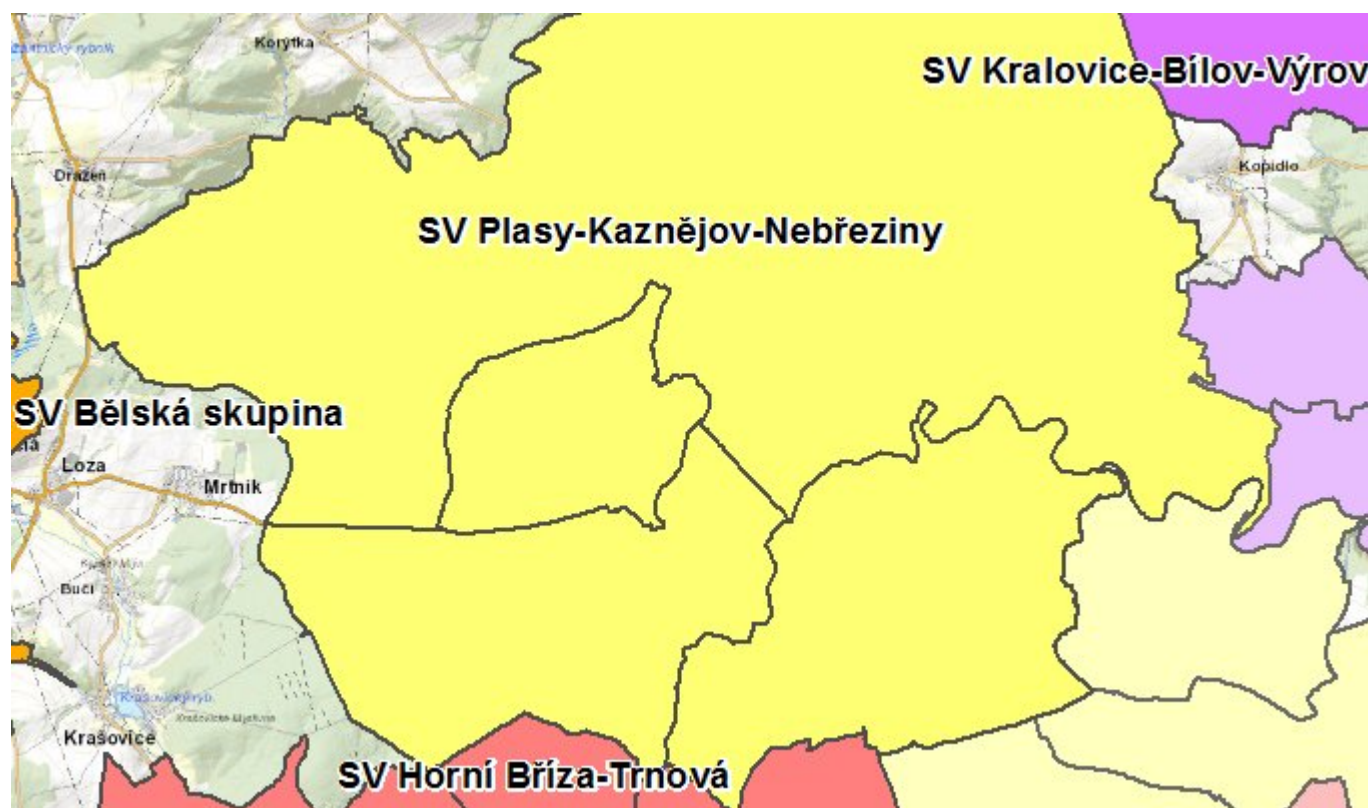 Korýtka
SV Kralovice-Bílov-Výrov
Kopidlo
Dražeň
SV Plasy-Kaznějov-Nebřeziny
SV Bělská skupina
Loza
Mrtník
Bučí
Krašovice
SV Horní Bříza-Trnová